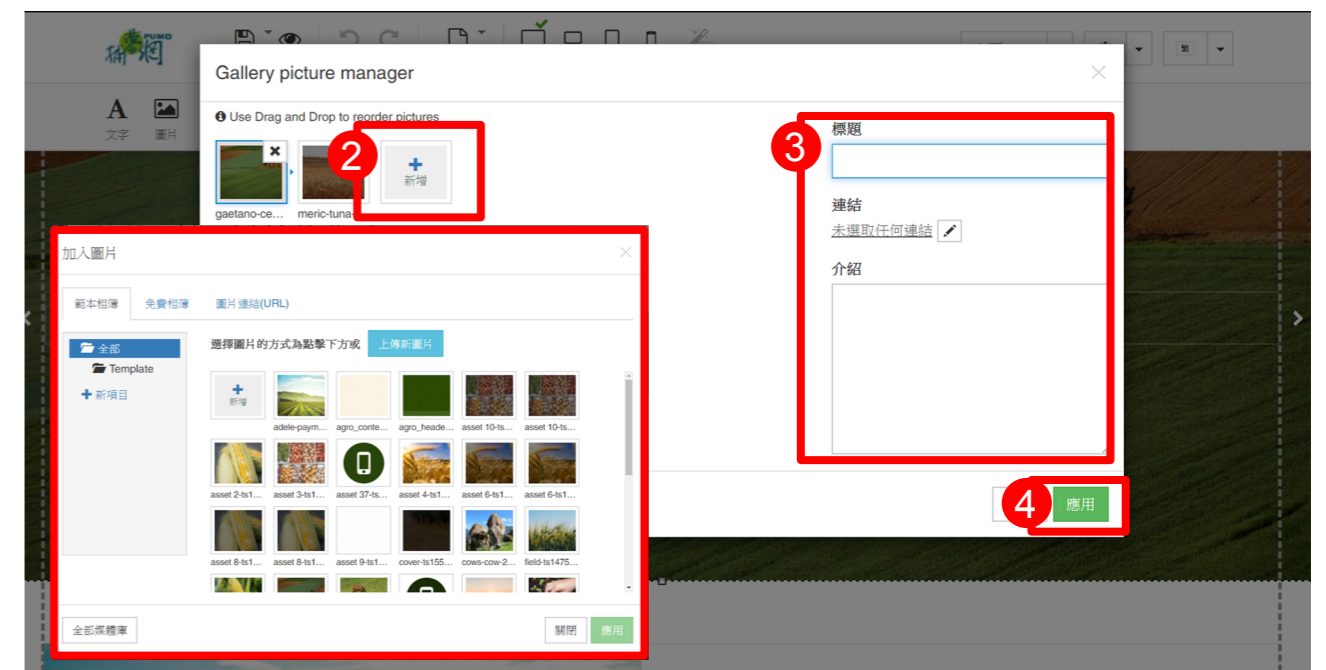 PUMO
繁
A
文字
圖片
Gallery picture manager
Use Drag and Drop to reorder pictures
2
新增
gaetano-ce...
meric-tuna-
3
標題
連結
未選取任何連結
介紹
4
應用
加入圖片
範本相簿
免費相簿
圖片連結(URL)
全部
Template
新項目
選擇圖片的方式為點擊下方或
上傳新圖片
新增
adele-paym...
agro_conte...
agro_heade...
asset 10-ts...
asset 10-ts...
asset 2-ts1...
asset 3-ts1...
asset 37-ts...
asset 4-ts1...
asset 6-ts1...
asset 6-ts1...
asset 8-ts1...
asset 8-ts1...
asset 9-ts1...
cover-ts155...
cows-cow-2...
field-ts1475...
全部媒體庫
關閉
應用